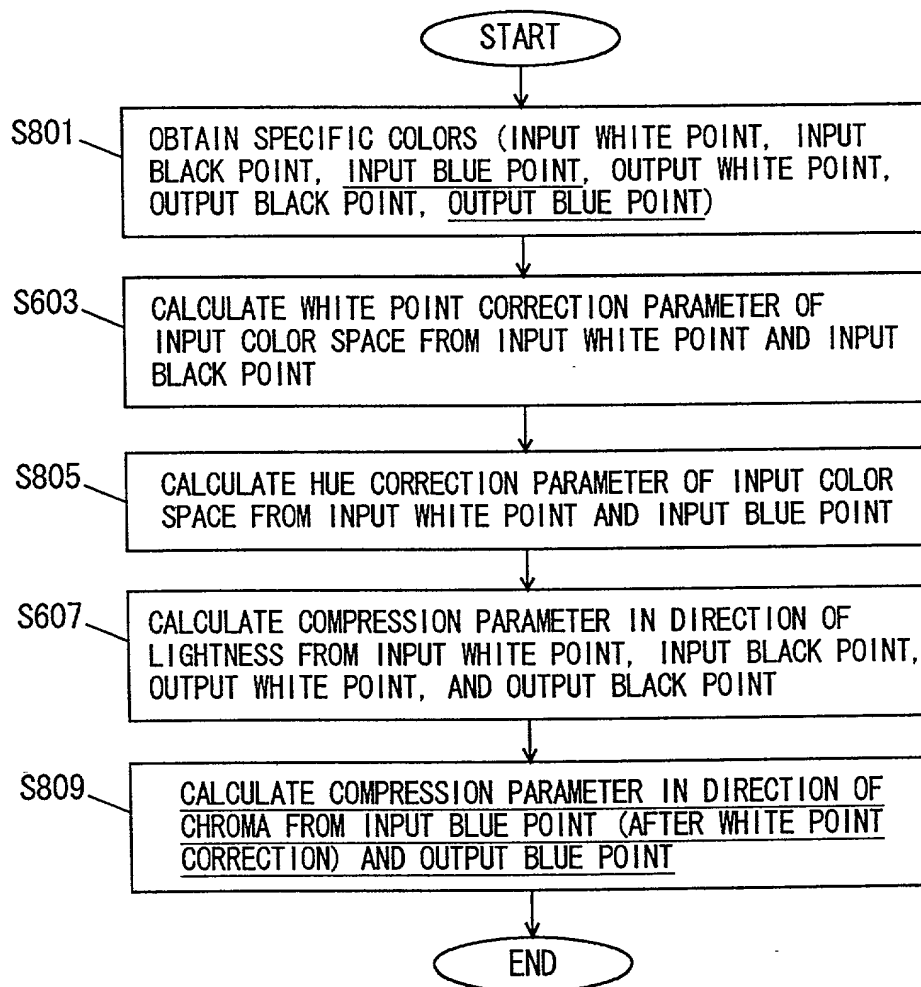 START
S801
OBTAIN SPECIFIC COLORS (INPUT WHITE POINT, INPUT
BLACK POINT, INPUT BLUE POINT, OUTPUT WHITE POINT,
OUTPUT BLACK POINT, OUTPUT BLUE POINT)
S603
CALCULATE WHITE POINT CORRECTION PARAMETER OF
INPUT COLOR SPACE FROM INPUT WHITE POINT AND INPUT
BLACK POINT
S805
CALCULATE HUE CORRECTION PARAMETER OF INPUT COLOR
SPACE FROM INPUT WHITE POINT AND INPUT BLUE POINT
S607
CALCULATE COMPRESSION PARAMETER IN DIRECTION OF
LIGHTNESS FROM INPUT WHITE POINT, INPUT BLACK POINT,
OUTPUT WHITE POINT, AND OUTPUT BLACK POINT
S809
CALCULATE COMPRESSION PARAMETER IN DIRECTION OF
CHROMA FROM INPUT BLUE POINT (AFTER WHITE POINT
CORRECTION) AND OUTPUT BLUE POINT
END